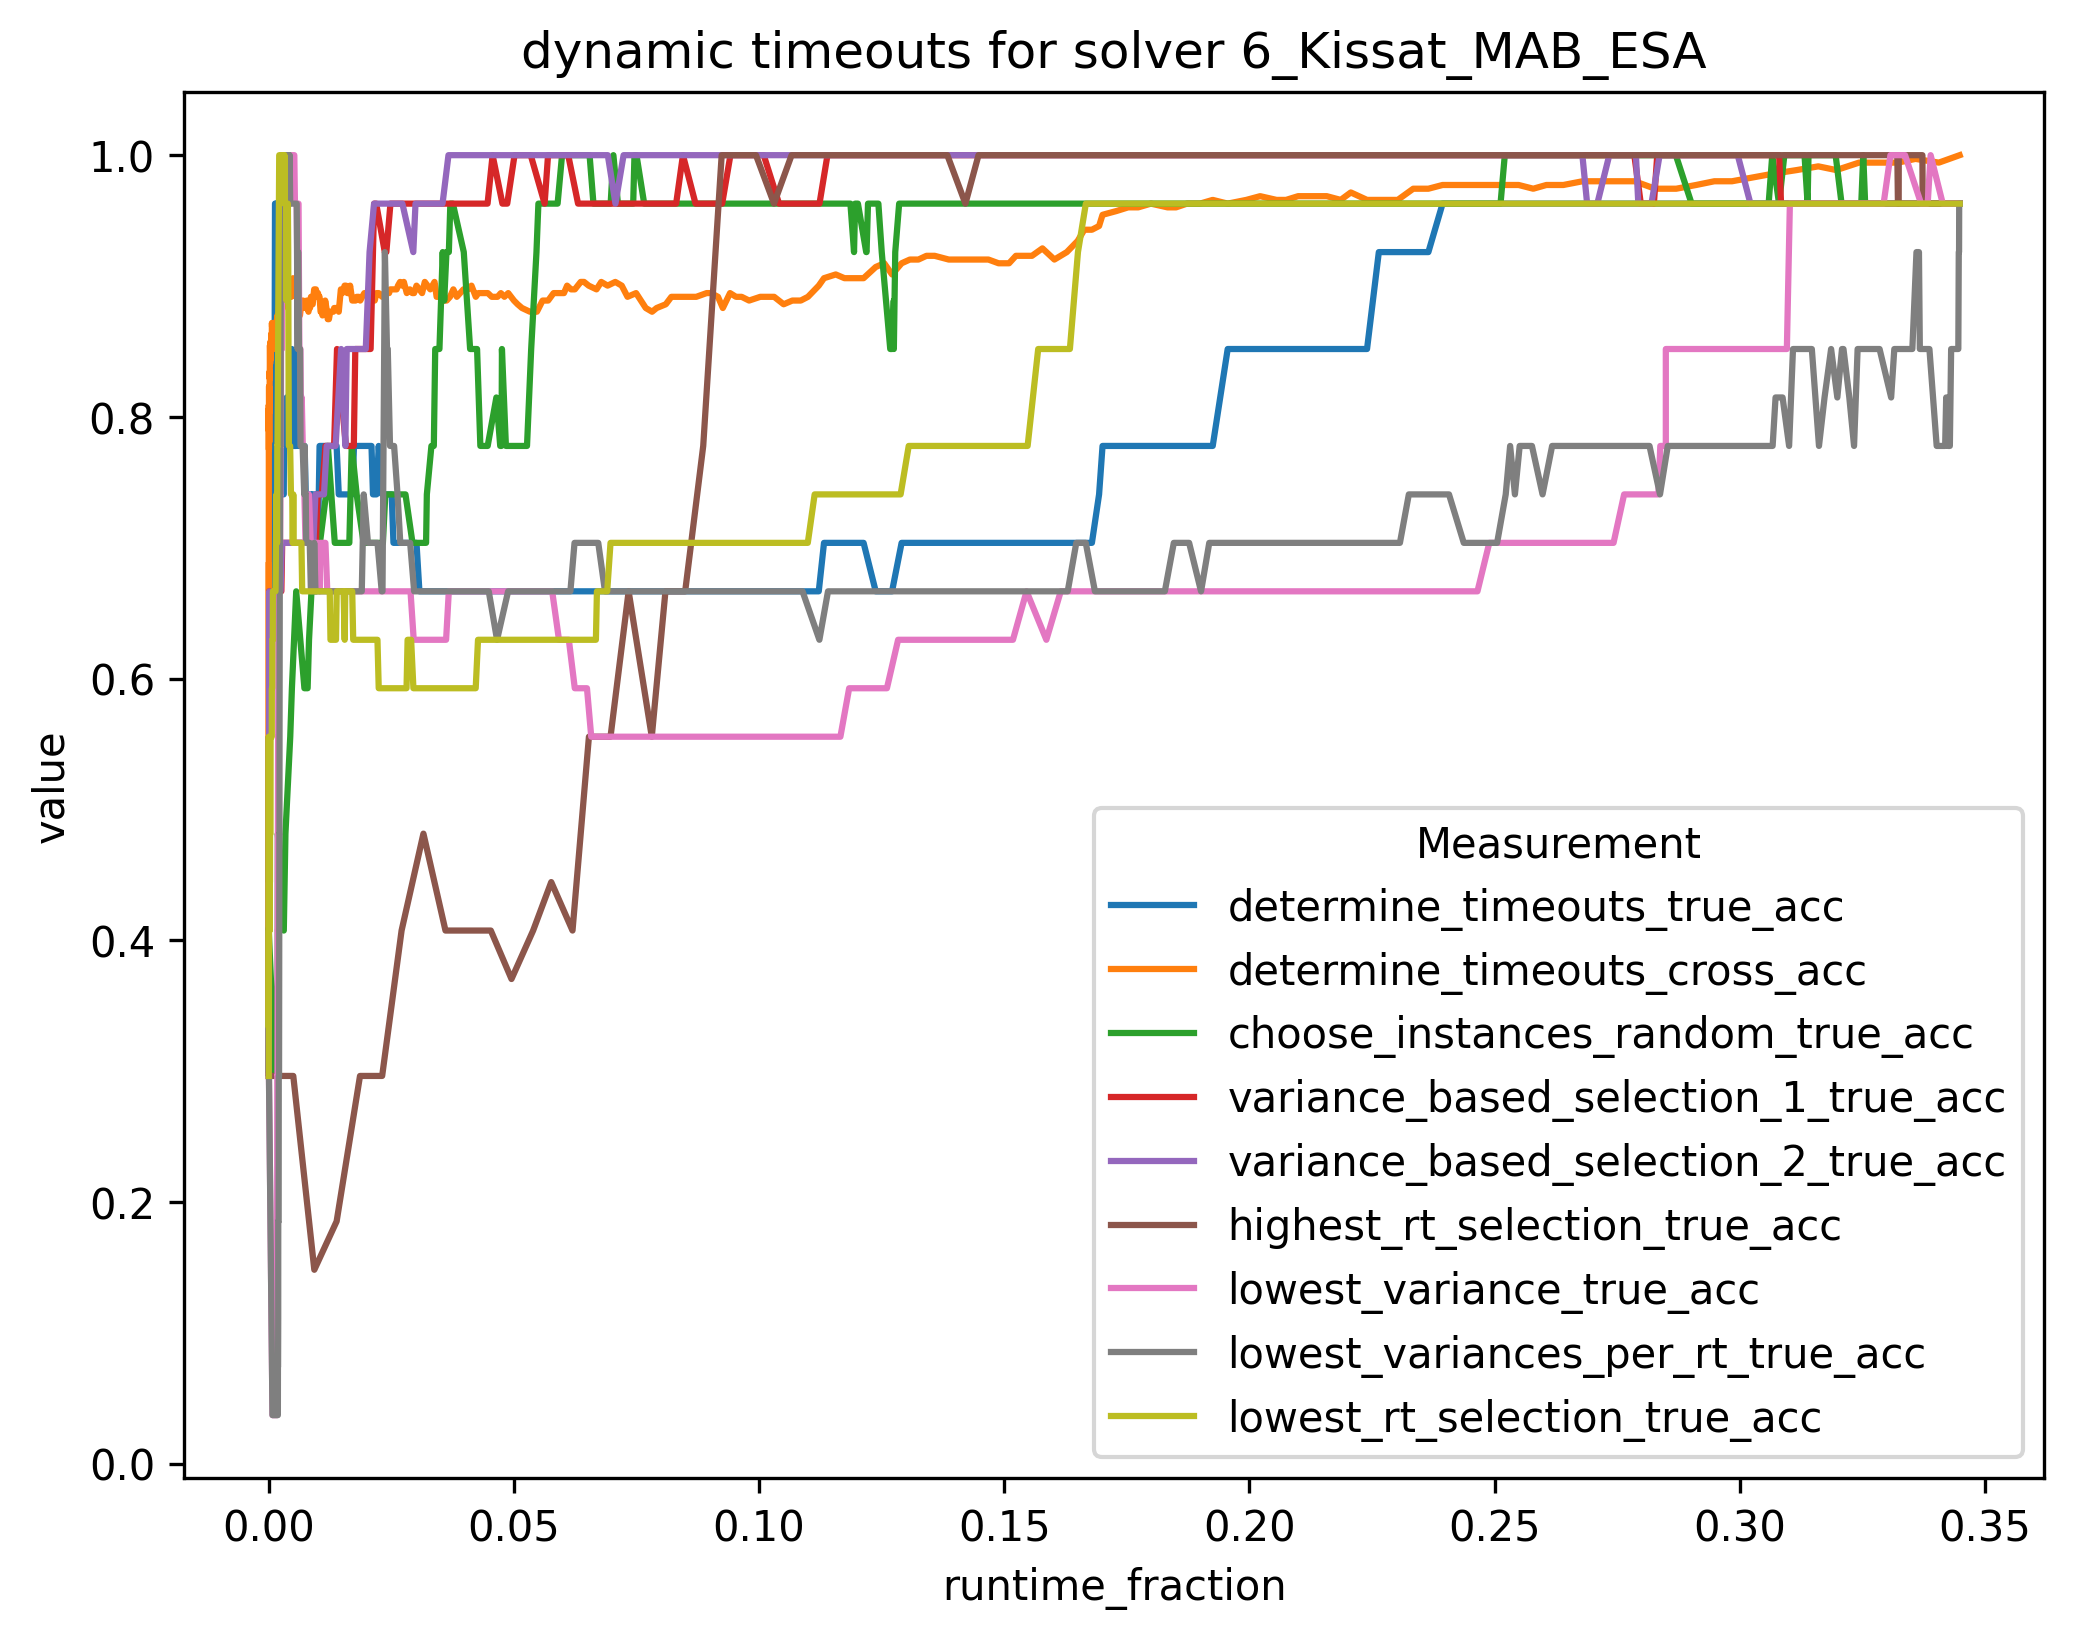 dynamic timeouts for solver 6_Kissat_MAB_ESA
1.0
0.8
0.6
0.4
0.2
0.0
value
Measurement
determine_timeouts_true_acc
determine_timeouts_cross_acc
choose_instances_random_true_acc
variance_based_selection_1_true_acc
variance_based_selection_2_true_acc
highest_rt_selection_true_acc
lowest_variance_true_acc
lowest_variances_per_rt_true_acc
lowest_rt_selection_true_acc
0.00 0.05 0.10 0.15 0.20 0.25 0.30 0.35
runtime_fraction